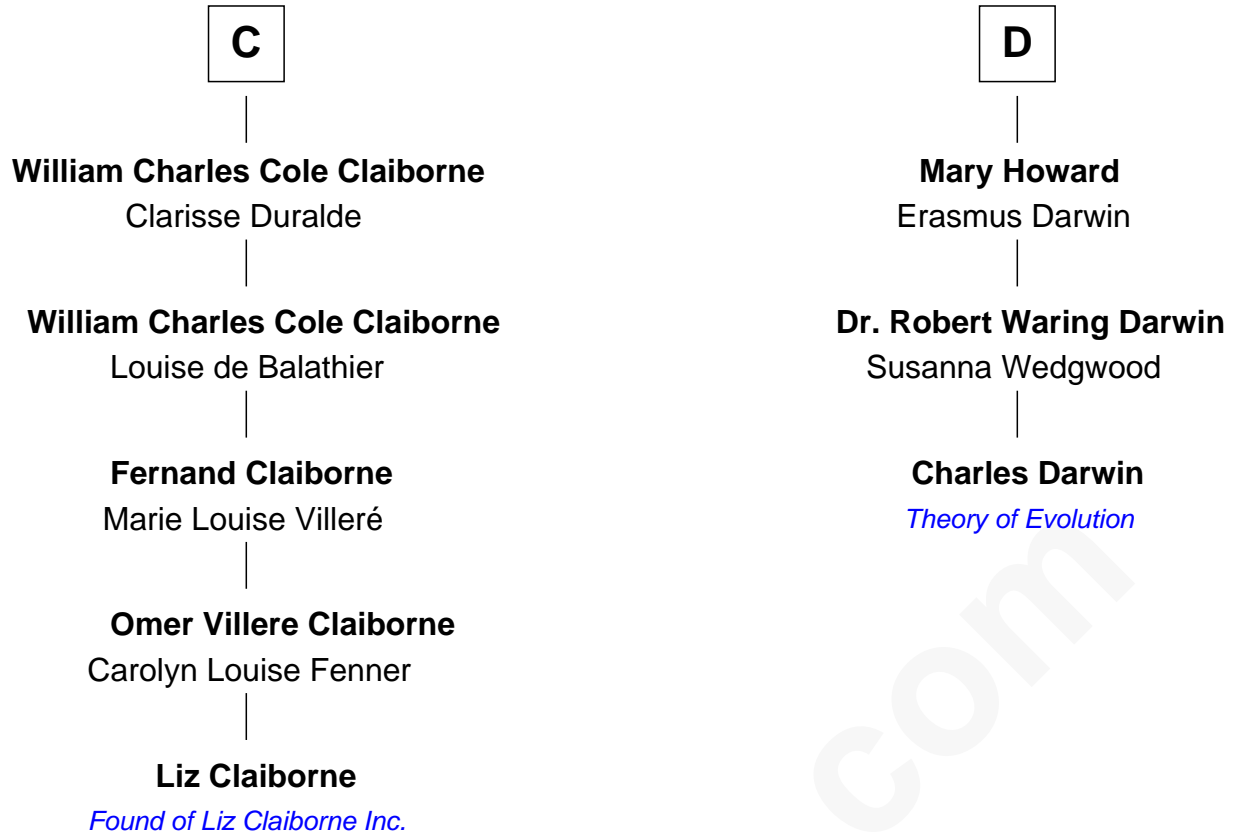 C
William Charles Cole Claiborne
Clarisse Duralde
William Charles Cole Claiborne
Louise de Balathier
Fernand Claiborne
Marie Louise Villeré
Omer Villere Claiborne
Carolyn Louise Fenner
Liz Claiborne
Found of Liz Claiborne Inc.
D
Mary Howard
Erasmus Darwin
Dr. Robert Waring Darwin
Susanna Wedgwood
Charles Darwin
Theory of Evolution
com